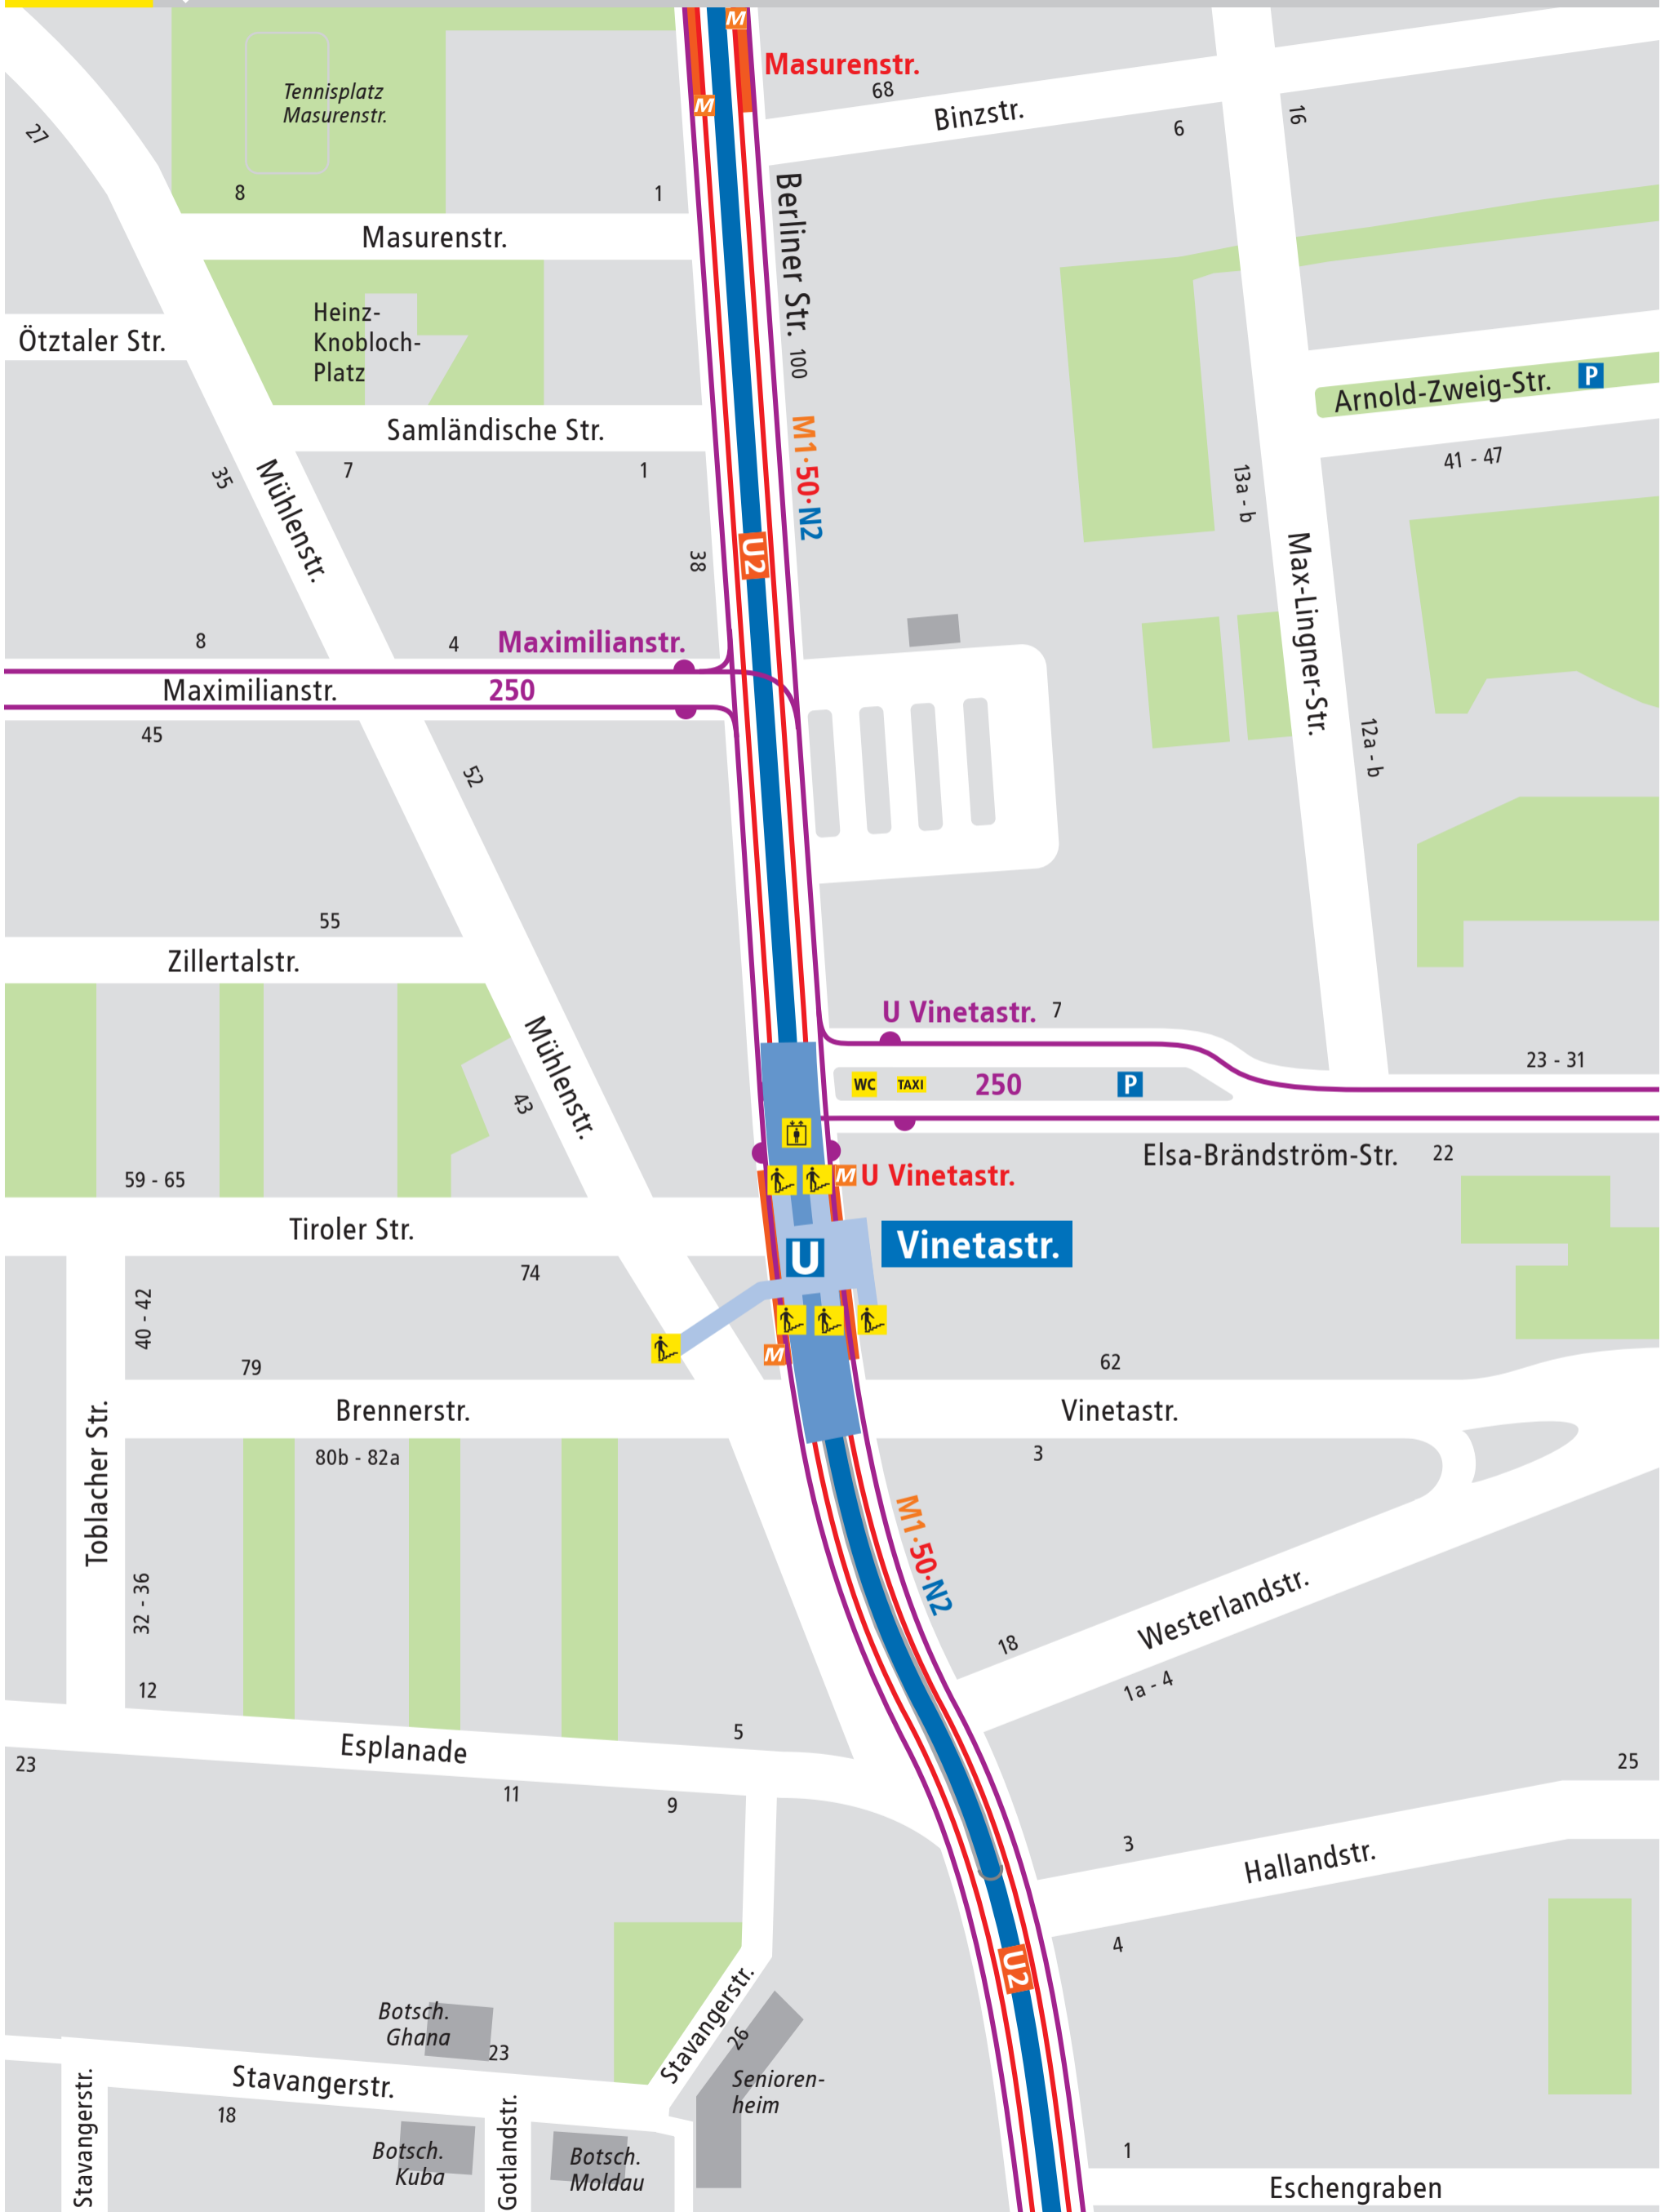 M
Masurenstr.
68
Binzstr.
Tennisplatz
Masurenstr.
M
16
6
27
8
1
Masurenstr.
Berliner Str.
100
Heinz-
Knobloch-
Platz
Ötztaler Str.
Arnold-Zweig-Str.
P
Samländische Str.
M1·50·N2
41 - 47
35
Mühlenstr.
7
1
13a - b
38
U2
Max-Lingner-Str.
8
4
Maximilianstr.
Maximilianstr.
250
45
12a - b
52
55
Zillertalstr.
U Vinetastr.
7
Mühlenstr.
23 - 31
WC
TAXI
250
P
43
Elsa-Brändström-Str.
22
59 - 65
M
U Vinetastr.
Tiroler Str.
U
Vinetastr.
74
40 - 42
M
79
62
Brennerstr.
Vinetastr.
Toblacher Str.
80b - 82a
3
M1·50·N2
32 - 36
Westerlandstr.
18
1a - 4
12
5
Esplanade
23
25
11
9
3
Hallandstr.
4
U2
Stavangerstr.
Botsch.
Ghana
23
26
Stavangerstr.
Senioren-
heim
18
Stavangerstr.
Gotlandstr.
Botsch.
Kuba
Botsch.
Moldau
1
Eschengraben